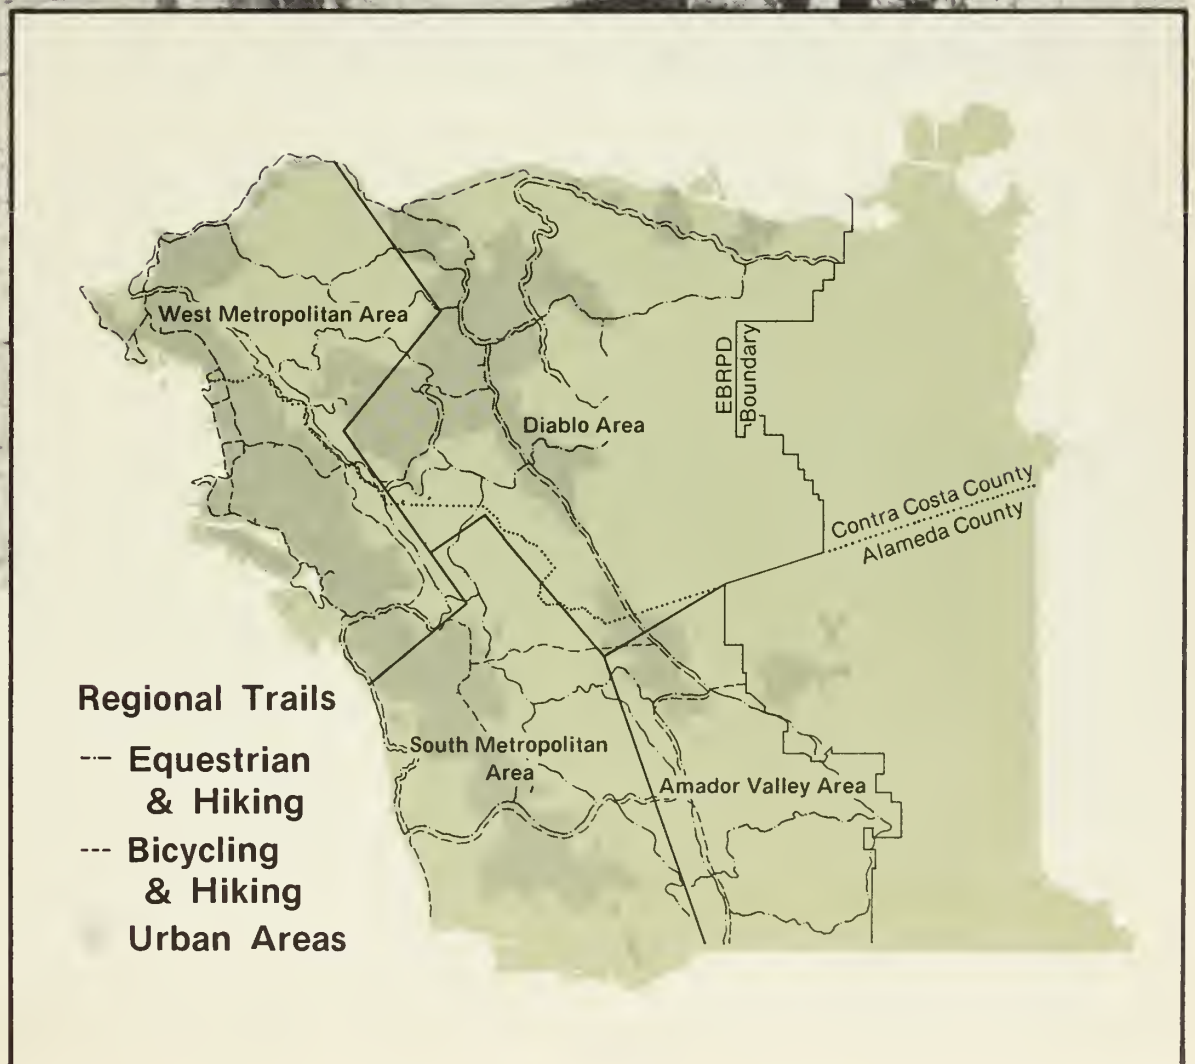 West Metropolitan Area
EBRPD
Boundary
Diablo Area
Contra Costa County
Alameda County
Regional Trails
Equestrian
& Hiking
Bicycling
& Hiking
Urban Areas
South Metropolitan
Area
Amador Valley Area